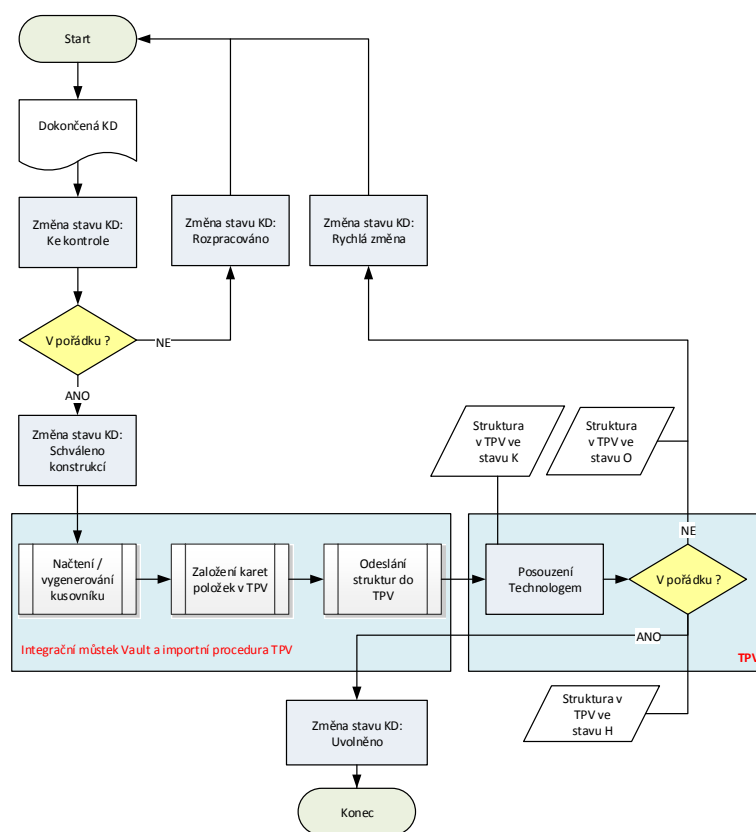 Start
Dokončená KD
Změna stavu KD:
Ke kontrole
Změna stavu KD:
Rozpracováno
Změna stavu KD:
Rychlá změna
V pořádku ?
NE
ANO
Změna stavu KD:
Schváleno
konstrukcí
Struktura
v TPV ve
stavu K
Struktura
v TPV ve
stavu O
NE
Načtení /
vygenerování
kusovníku
Založení karet
položek v TPV
Odeslání
struktur do
TPV
Posouzení
Technologem
V pořádku ?
ANO
Integrační můstek Vault a importní procedura TPV
TPV
Změna stavu KD:
Uvolněno
Struktura v
TPV ve
stavu H
Konec